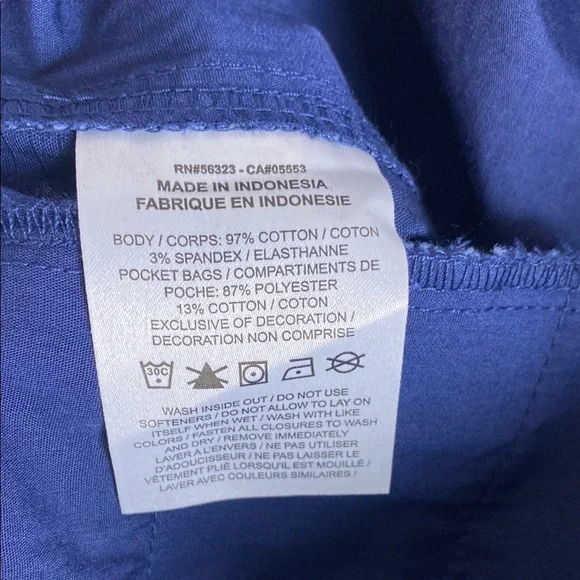 RN#56323 - CA#05553
MADE IN INDONESIA
FABRIQUE EN INDONESIE
BODY / CORPS: 97% COTTON / COTON
3% SPANDEX / ELASTHANNE
POCKET BAGS / COMPARTIMENTS DE
POCHE: 87% POLYESTER
13% COTTON / COTON
EXCLUSIVE OF DECORATION /
DECORATION NON COMPRISE
30C
WASH INSIDE OUT / DO NOT USE
SOFTENERS / DO NOT ALLOW TO LAY ON
ITSELF WHEN WET / WASH WITH LIKE
COLORS / FASTEN ALL CLOSURES TO WASH
AND DRY / REMOVE IMMEDIATELY
LAVER À L'ENVERS / NE PAS UTILISER
D'ADOUCISSEUR / NE PAS LAISSER LE
VÊTEMENT PLIÉ LORSQU'IL EST MOUILLÉ /
LAVER AVEC COULEURS SIMILAIRES /